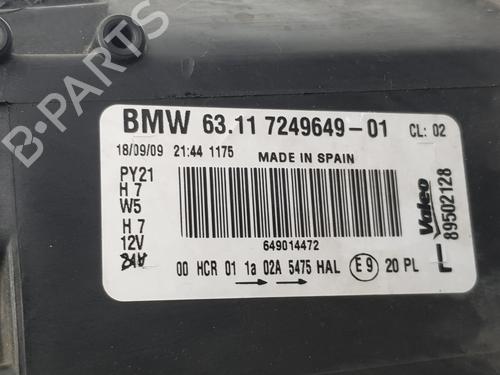 B-PARTS
BMW 63.11 7249649-01 CL: 02
18/09/09 21:44 1175 MADE IN SPAIN
PY21
H 7
W5
H 7
12V
24V
649014472
Valeo
89502128
L
00 HCR 01 1a 02A 5475 HAL E9 20 PL